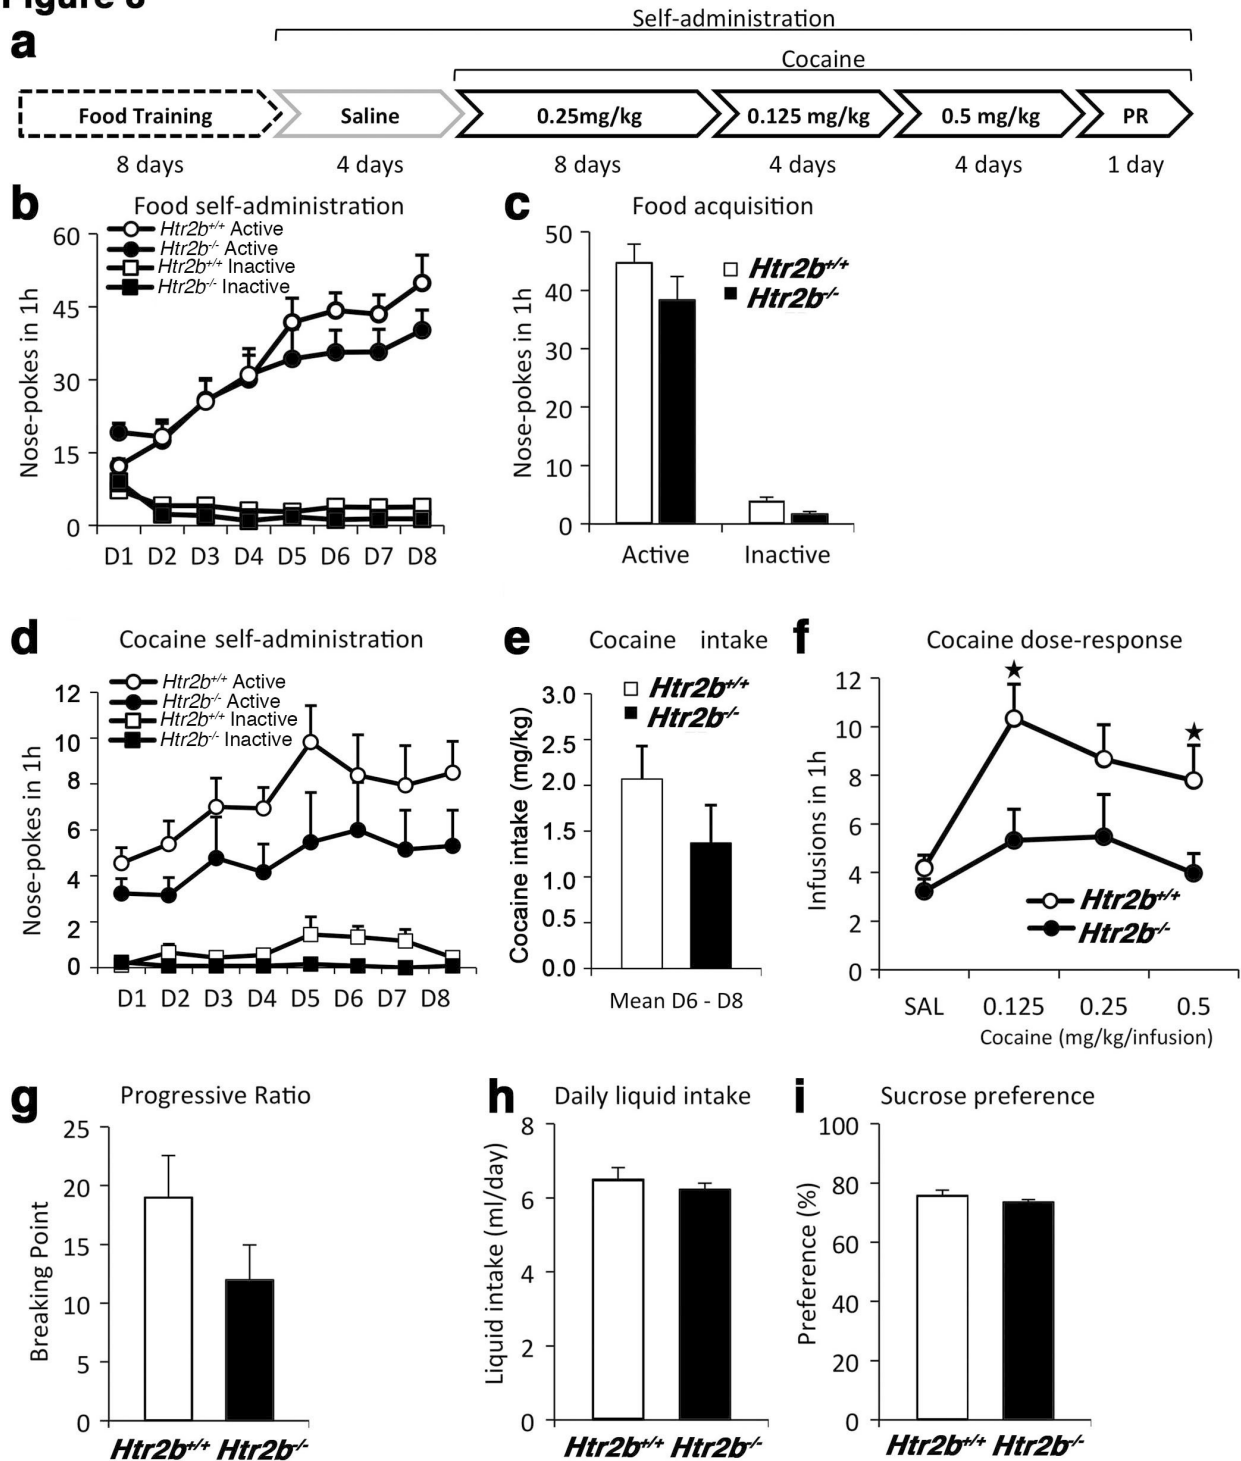 Figure
a
Self-administration
Cocaine
Food Training
Saline
0.25mg/kg
0.125 mg/kg
0.5 mg/kg
PR
8 days
4 days
8 days
4 days
4 days
1 day
b
Food self-administration
Htr2b+/+ Active
Htr2b-/- Active
Htr2b+/+ Inactive
Htr2b-/- Inactive
Nose-pokes in 1h
60
45
30
15
0
D1 D2 D3 D4 D5 D6 D7 D8
c
Food acquisition
Htr2b+/+
Htr2b-/-
Nose-pokes in 1h
50
40
30
20
10
0
Active Inactive
d
Cocaine self-administration
Htr2b+/+ Active
Htr2b-/- Active
Htr2b+/+ Inactive
Htr2b-/- Inactive
Nose-pokes in 1h
12
10
8
6
4
2
0
D1 D2 D3 D4 D5 D6 D7 D8
e
Cocaine intake
Htr2b+/+
Htr2b-/-
Cocaine intake (mg/kg)
3.0
2.5
2.0
1.5
1.0
0.5
0.0
Mean D6 - D8
f
Cocaine dose-response
Infusions in 1h
12
10
8
6
4
2
0
★
★
Htr2b+/+
Htr2b-/-
SAL 0.125 0.25 0.5
Cocaine (mg/kg/infusion)
g
Progressive Ratio
Breaking Point
25
20
15
10
5
0
Htr2b+/+ Htr2b-/-
h
Daily liquid intake
Liquid intake (ml/day)
8
6
4
2
0
Htr2b+/+ Htr2b-/-
i
Sucrose preference
Preference (%)
100
80
60
40
20
0
Htr2b+/+ Htr2b-/-